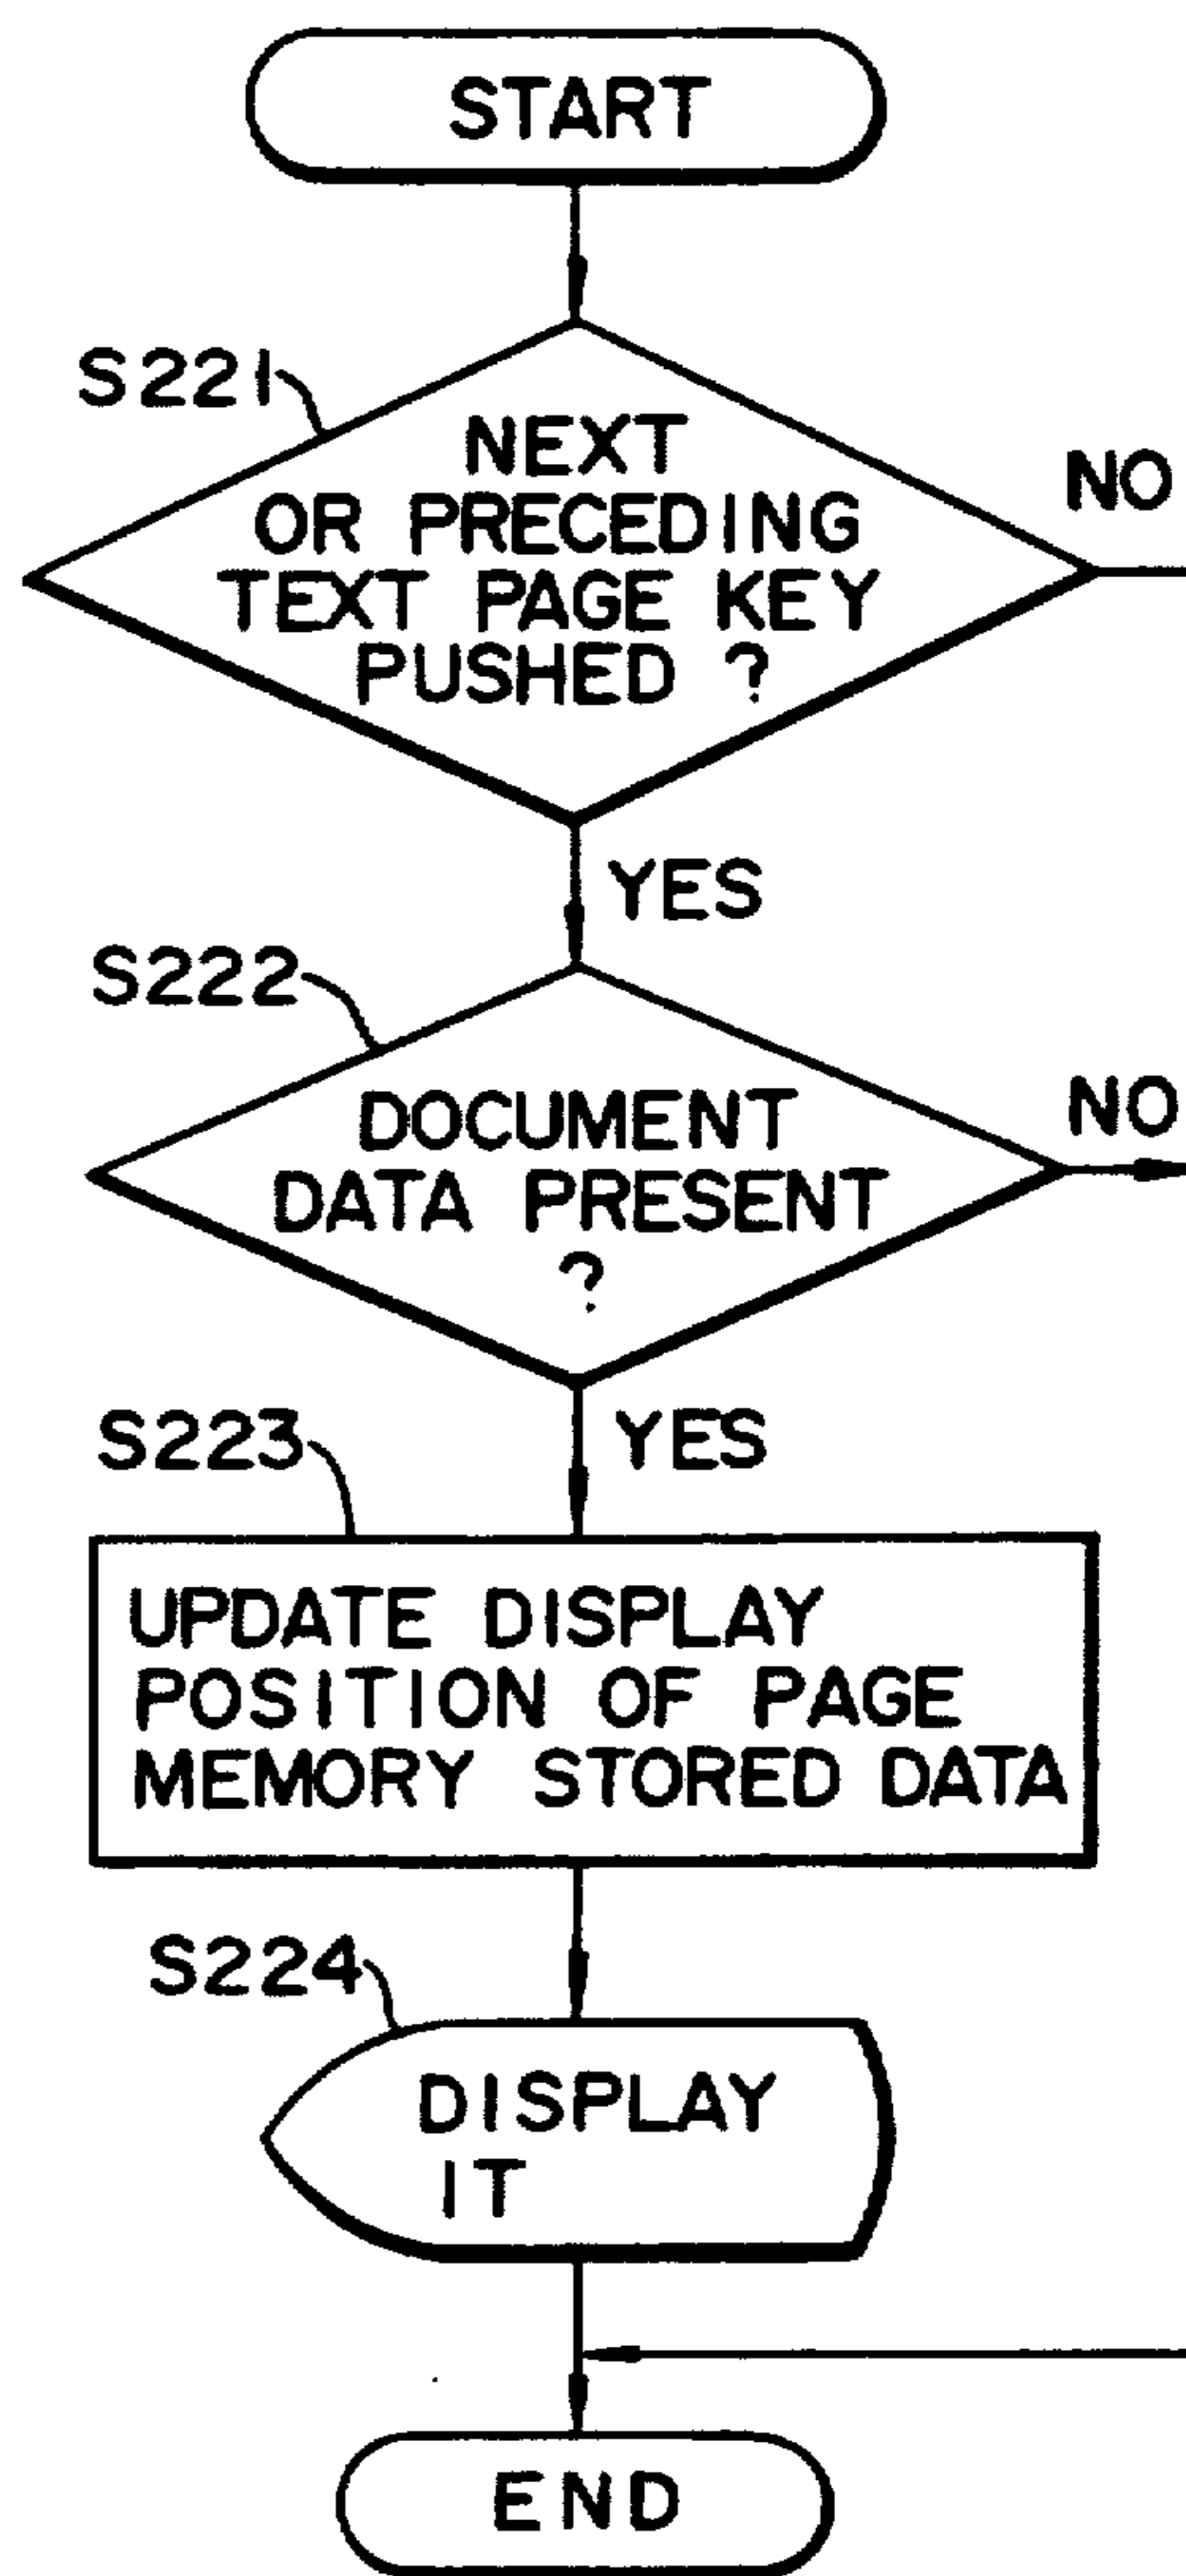 START
S221
NEXT
OR PRECEDING
TEXT PAGE KEY
PUSHED ?
NO
YES
S222
DOCUMENT
DATA PRESENT
?
NO
YES
S223
UPDATE DISPLAY
POSITION OF PAGE
MEMORY STORED DATA
S224
DISPLAY
IT
END